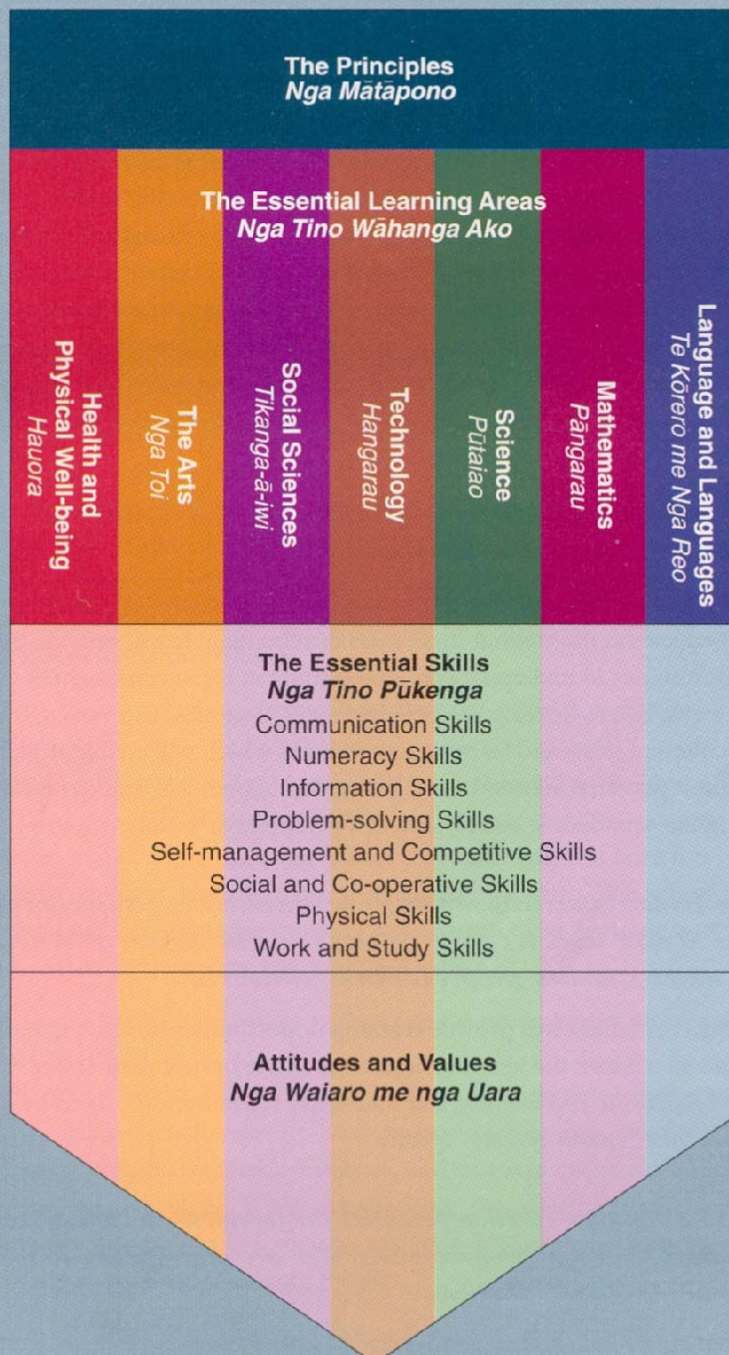 The Principles
Nga Mātāpono
The Essential Learning Areas
Nga Tino Wāhanga Ako
Health and
Physical Well-being
Hauora
The Arts
Nga Toi
Social Sciences
Tikanga-ā-iwi
Technology
Hangarau
Science
Pūtaiao
Mathematics
Pāngarau
Language and Languages
Te Kōrero me Nga Reo
The Essential Skills
Nga Tino Pūkenga
Communication Skills
Numeracy Skills
Information Skills
Problem-solving Skills
Self-management and Competitive Skills
Social and Co-operative Skills
Physical Skills
Work and Study Skills
Attitudes and Values
Nga Waiaro me nga Uara